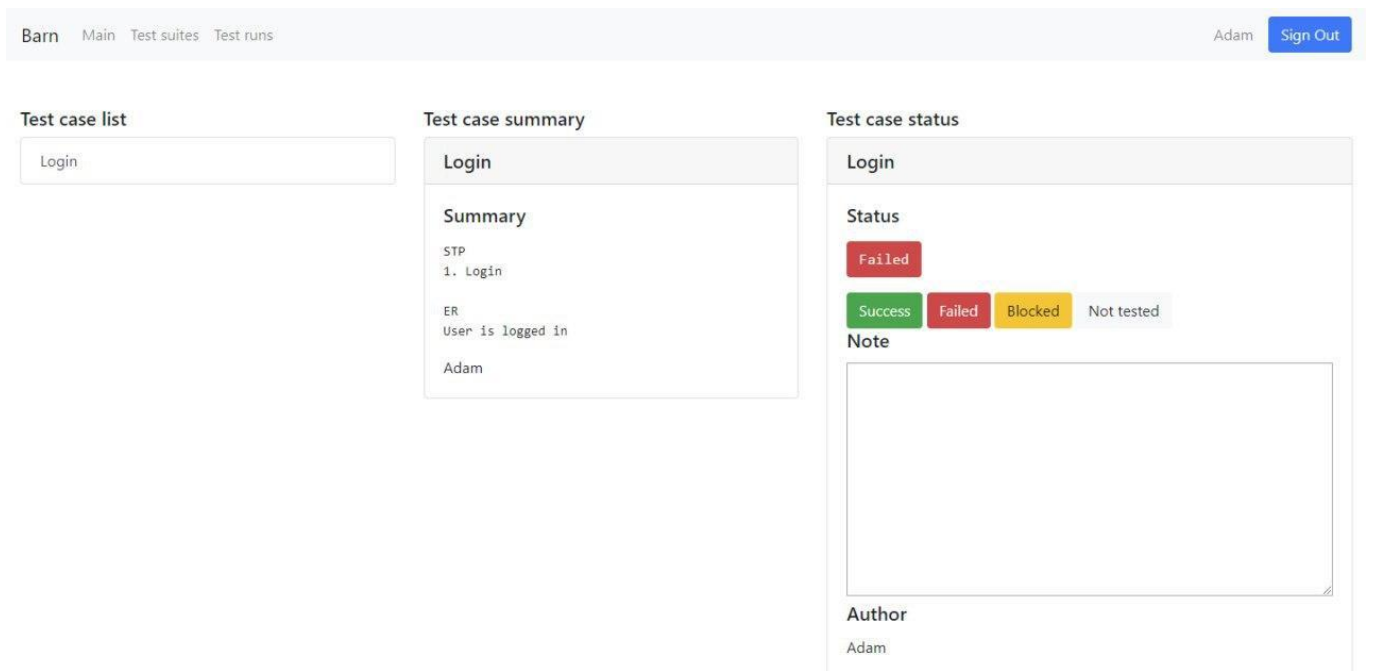 Barn Main Test suites Test runs Adam Sign Out
Test case list
Login
Test case summary
Login
Summary
STP
1. Login
ER
User is logged in
Adam
Test case status
Login
Status
Failed
Success Failed Blocked Not tested
Note
Author
Adam